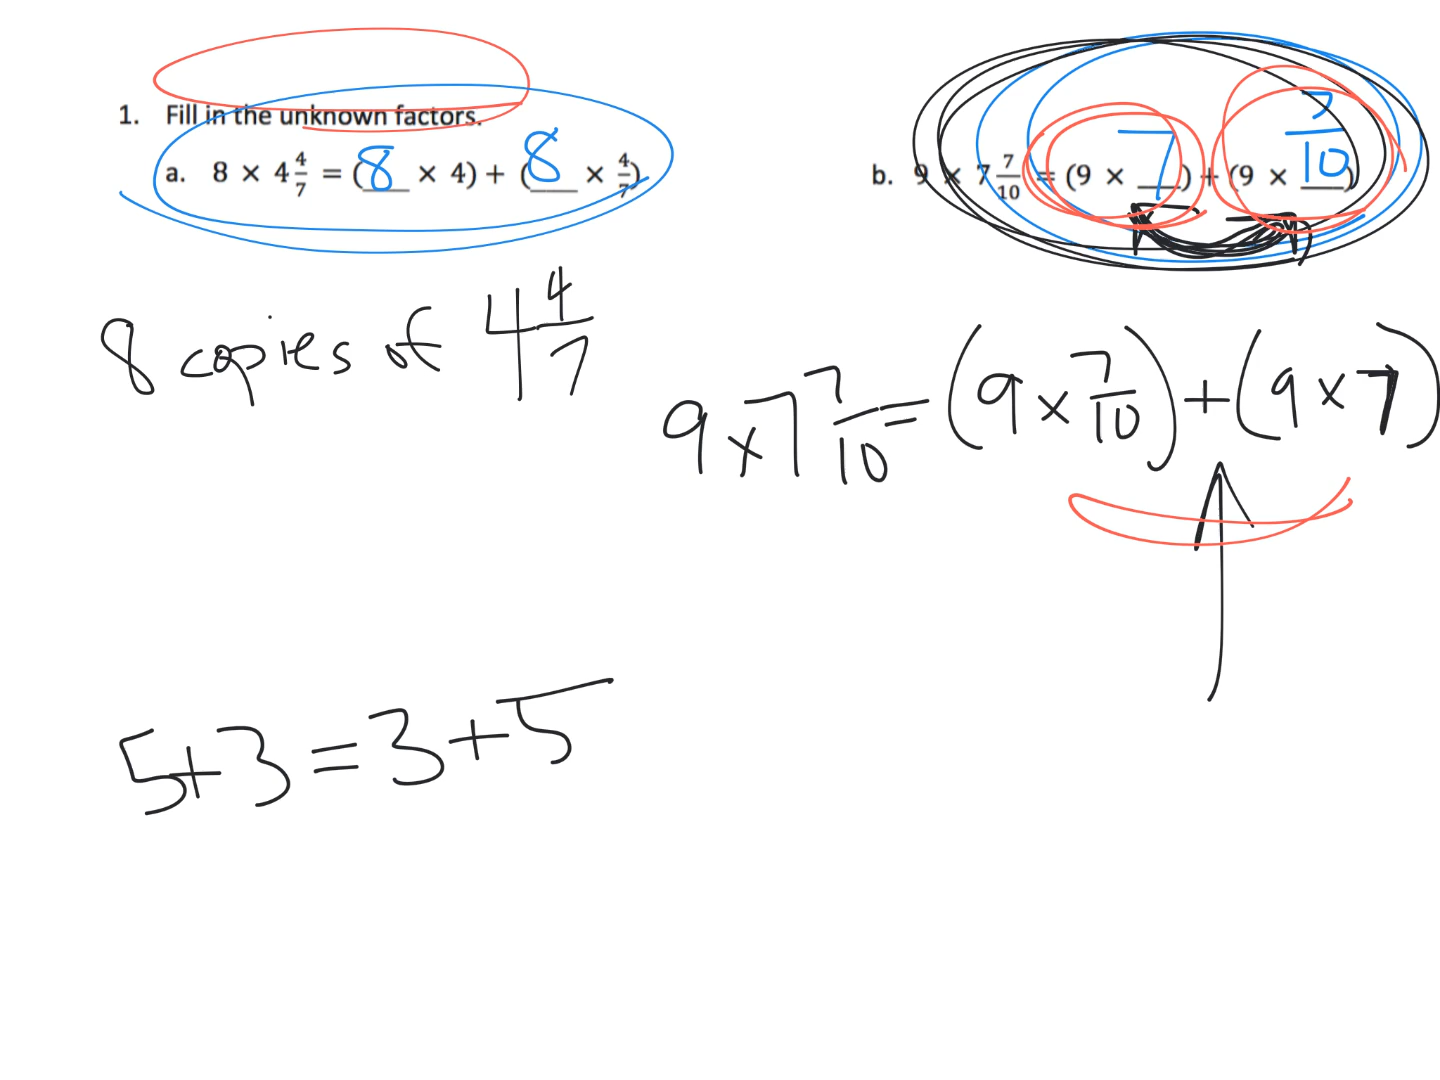 1. Fill in the unknown factors.
a. 8 × 4 4/7 = (8 × 4) + (8 × 4/7)
b. 9 × 7 7/10 = (9 × 7) + (9 × 7/10)
8 copies of 4 4/7
9 × 7 7/10 = (9 × 7/10) + (9 × 7)
5+3 = 3+5